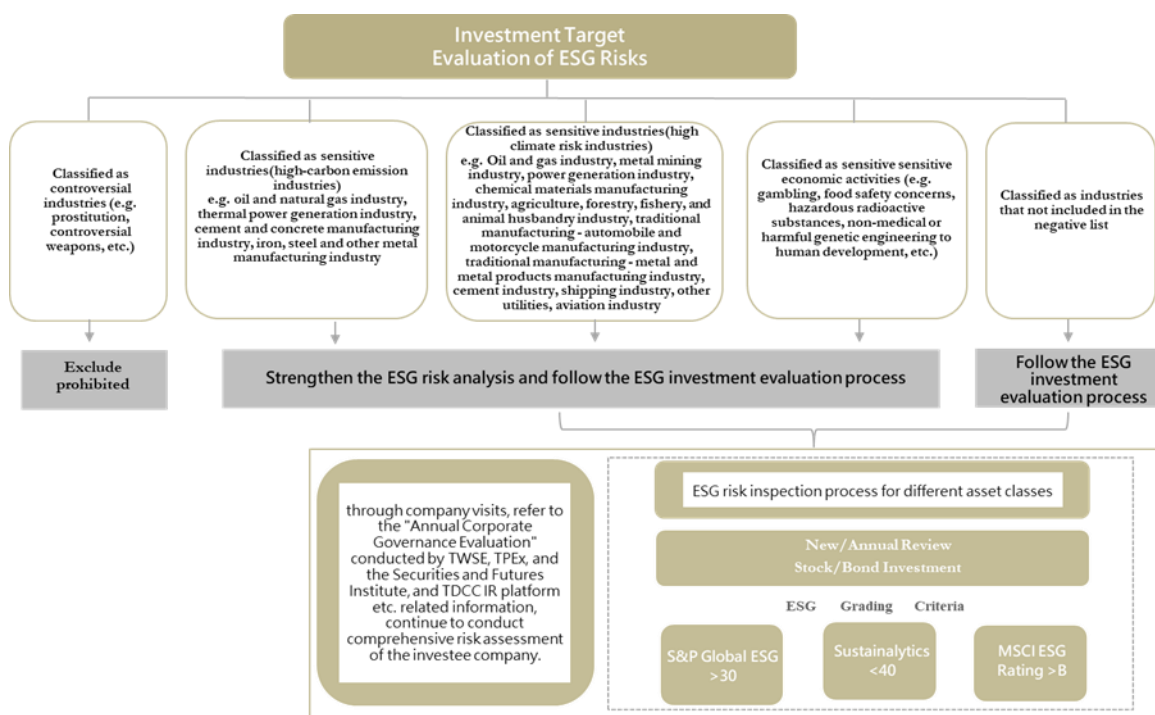 Investment Target
Evaluation of ESG Risks
Classified as
controversial
industries (e.g.
prostitution,
controversial
weapons, etc.)
Classified as sensitive
industries(high-carbon emission
industries)
e.g. oil and natural gas industry,
thermal power generation industry,
cement and concrete manufacturing
industry, iron, steel and other metal
manufacturing industry
Classified as sensitive industries(high
climate risk industries)
e.g. Oil and gas industry, metal mining
industry, power generation industry,
chemical materials manufacturing
industry, agriculture, forestry, fishery, and
animal husbandry industry, traditional
manufacturing - automobile and
motorcycle manufacturing industry,
traditional manufacturing - metal and
metal products manufacturing industry,
cement industry, shipping industry, other
utilities, aviation industry
Classified as sensitive sensitive
economic activities (e.g.
gambling, food safety concerns,
hazardous radioactive
substances, non-medical or
harmful genetic engineering to
human development, etc.)
Classified as industries
that not included in the
negative list
Exclude
prohibited
Strengthen the ESG risk analysis and follow the ESG investment evaluation process
Follow the ESG
investment
evaluation process
through company visits, refer to
the "Annual Corporate
Governance Evaluation"
conducted by TWSE, TPEx, and
the Securities and Futures
Institute, and TDCC IR platform
etc. related information,
continue to conduct
comprehensive risk assessment
of the investee company.
ESG risk inspection process for different asset classes
New/Annual Review
Stock/Bond Investment
ESG Grading Criteria
S&P Global ESG
>30
Sustainalytics
<40
MSCI ESG
Rating >B